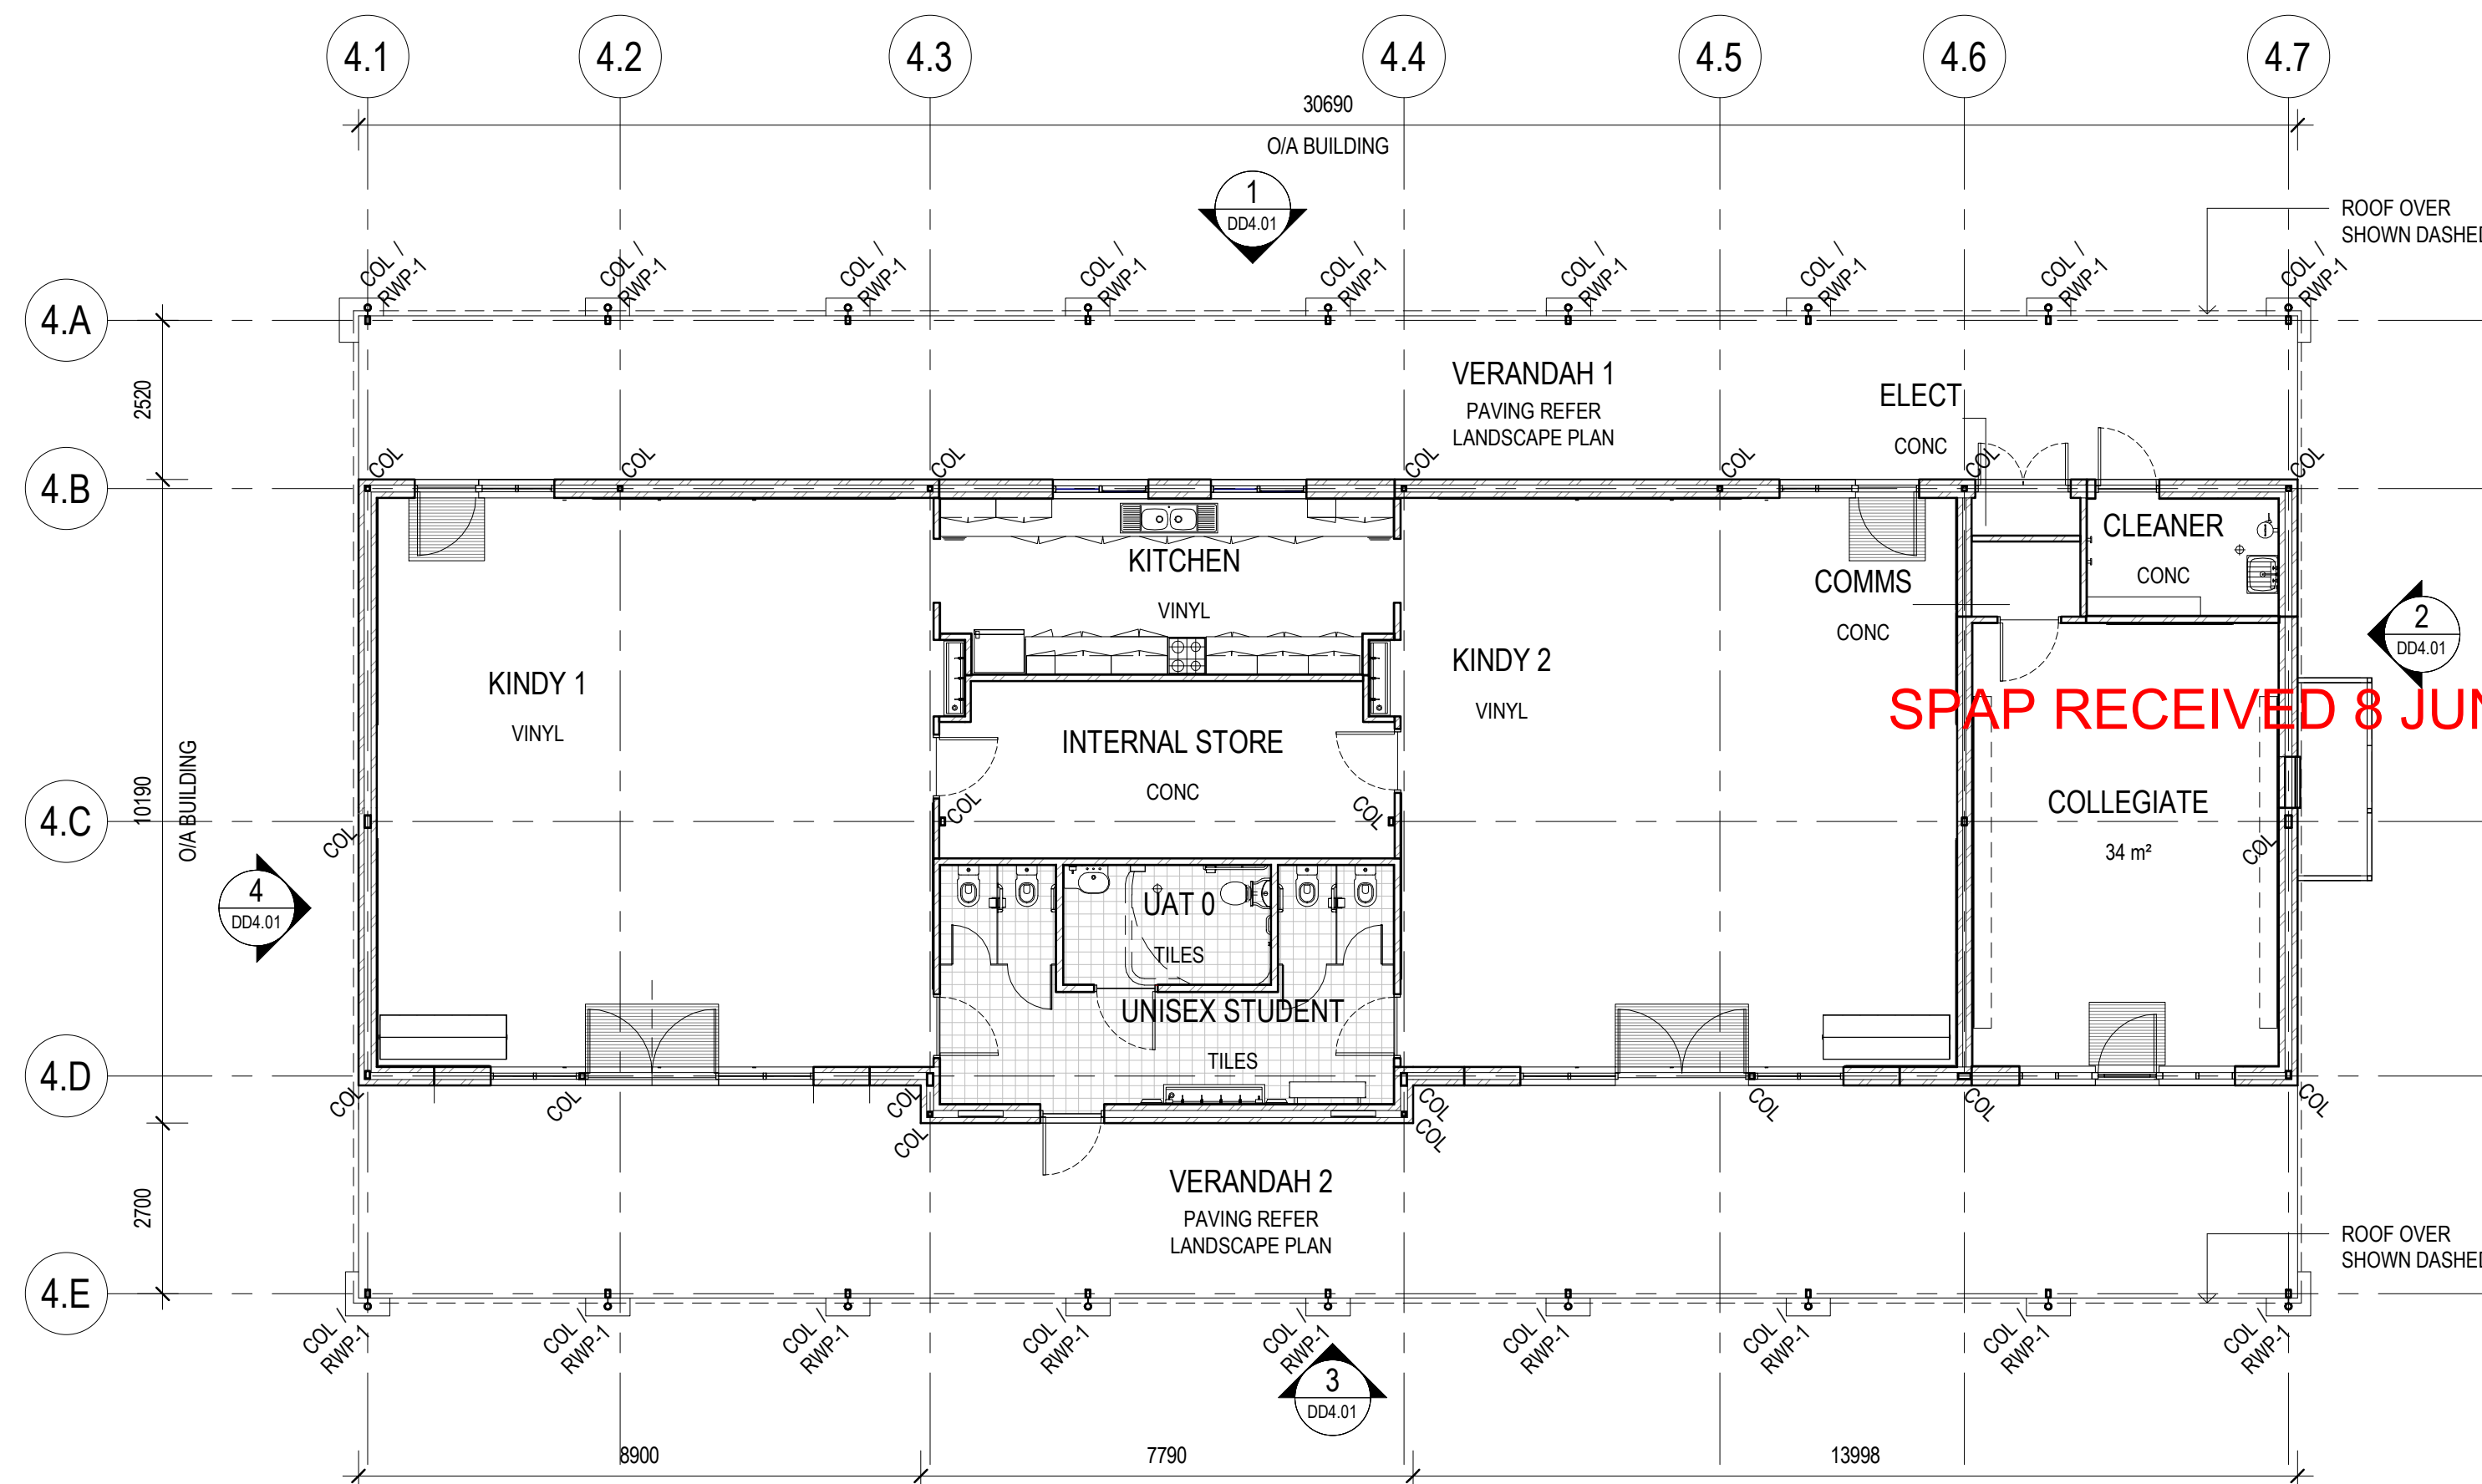 4.1
4.2
4.3
4.4
4.5
4.6
4.7
30690
O/A BUILDING
1
DD4.01
ROOF OVER
SHOWN DASHED
COL /
RWP-1
COL /
RWP-1
COL /
RWP-1
COL /
RWP-1
COL /
RWP-1
COL /
RWP-1
COL /
RWP-1
COL /
RWP-1
COL /
RWP-1
4.A
2520
VERANDAH 1
PAVING REFER
LANDSCAPE PLAN
ELECT
CONC
COL
COL
COL
COL
COL
COL
COL
4.B
CLEANER
CONC
KITCHEN
VINYL
COMMS
CONC
2
DD4.01
KINDY 1
VINYL
KINDY 2
VINYL
SPAP RECEIVED 8 JUN
INTERNAL STORE
CONC
10190
O/A BUILDING
4.C
COL
COL
COL
COLLEGIATE
34 m²
COL
4
DD4.01
UAT 0
TILES
UNISEX STUDENT
TILES
4.D
COL
COL
COL
COL
COL
COL
COL
COL
COL
VERANDAH 2
PAVING REFER
LANDSCAPE PLAN
2700
ROOF OVER
SHOWN DASHED
4.E
COL /
RWP-1
COL /
RWP-1
COL /
RWP-1
COL /
RWP-1
COL /
RWP-1
COL /
RWP-1
COL /
RWP-1
COL /
RWP-1
COL /
RWP-1
3
DD4.01
8900
7790
13998